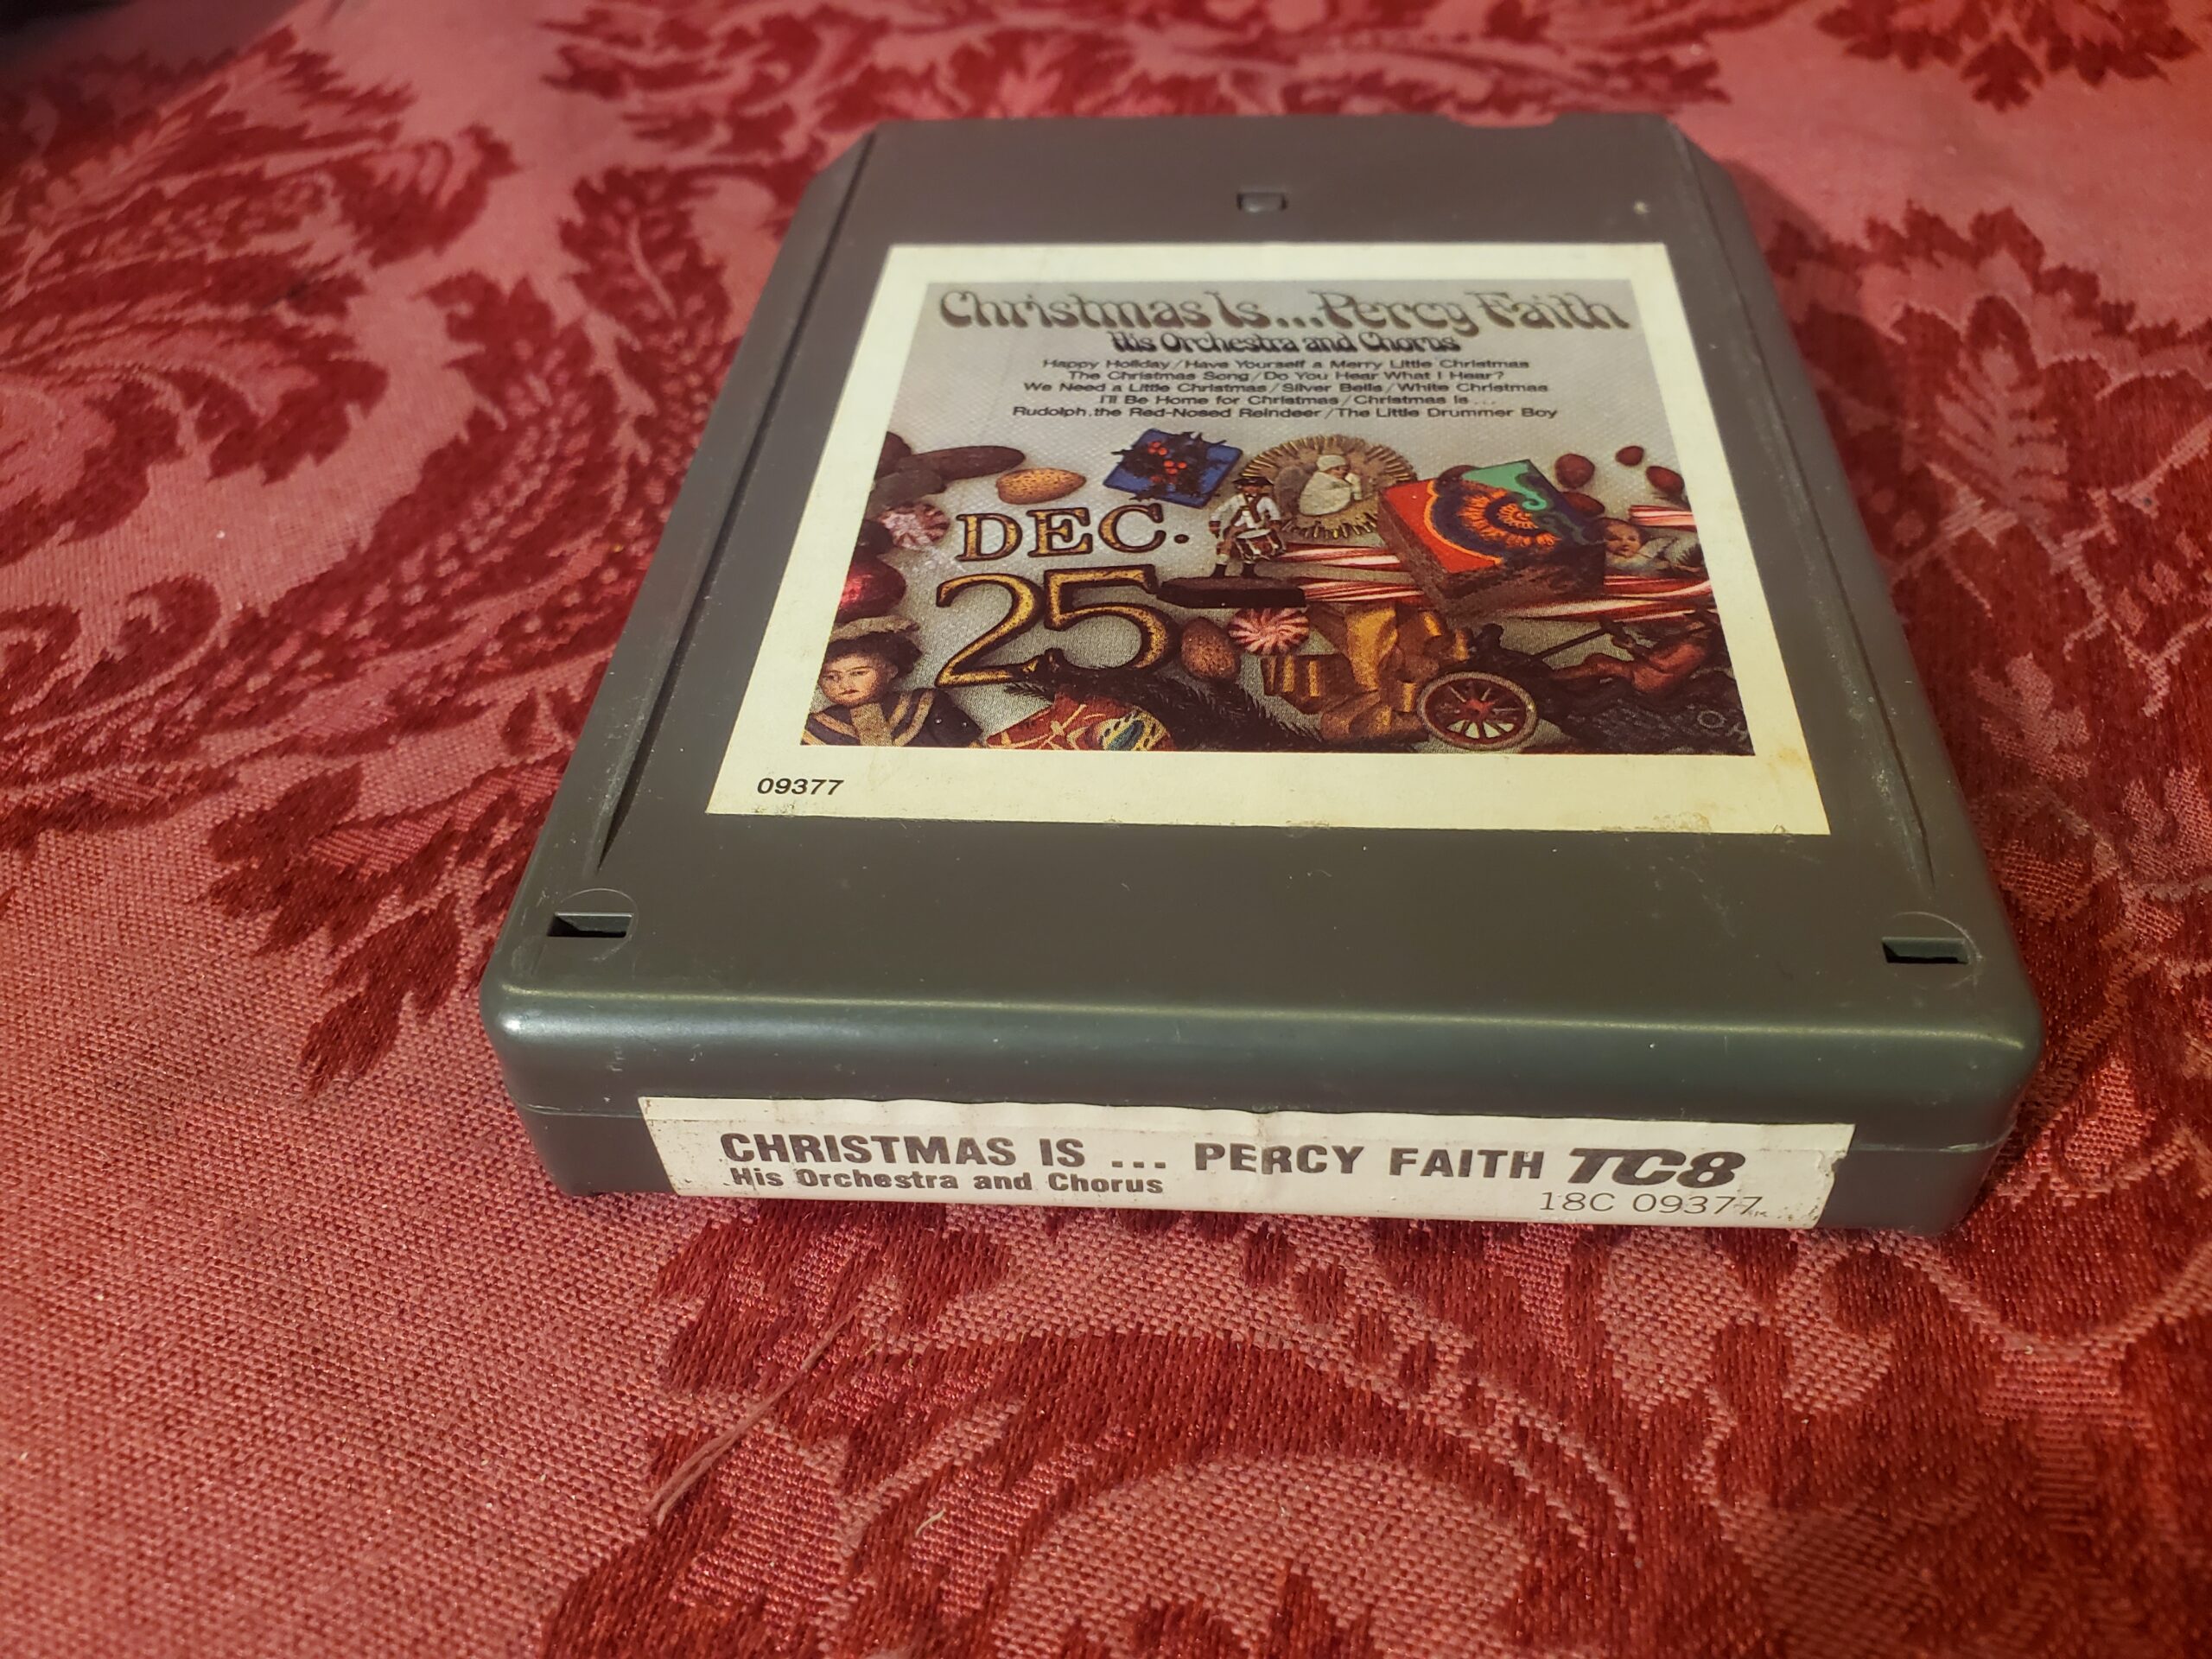 Christmas Is...Percy Faith
His Orchestra and Chorus
Happy Holiday/Have Yourself a Merry Little Christmas
The Christmas Song/Do You Hear What I Hear?
We Need a Little Christmas/Silver Bells/White Christmas
I'll Be Home for Christmas/Christmas Is...
Rudolph, the Red-Nosed Reindeer/The Little Drummer Boy
DEC.
25
09377
CHRISTMAS IS ... PERCY FAITH TC8
His Orchestra and Chorus
18C 09377